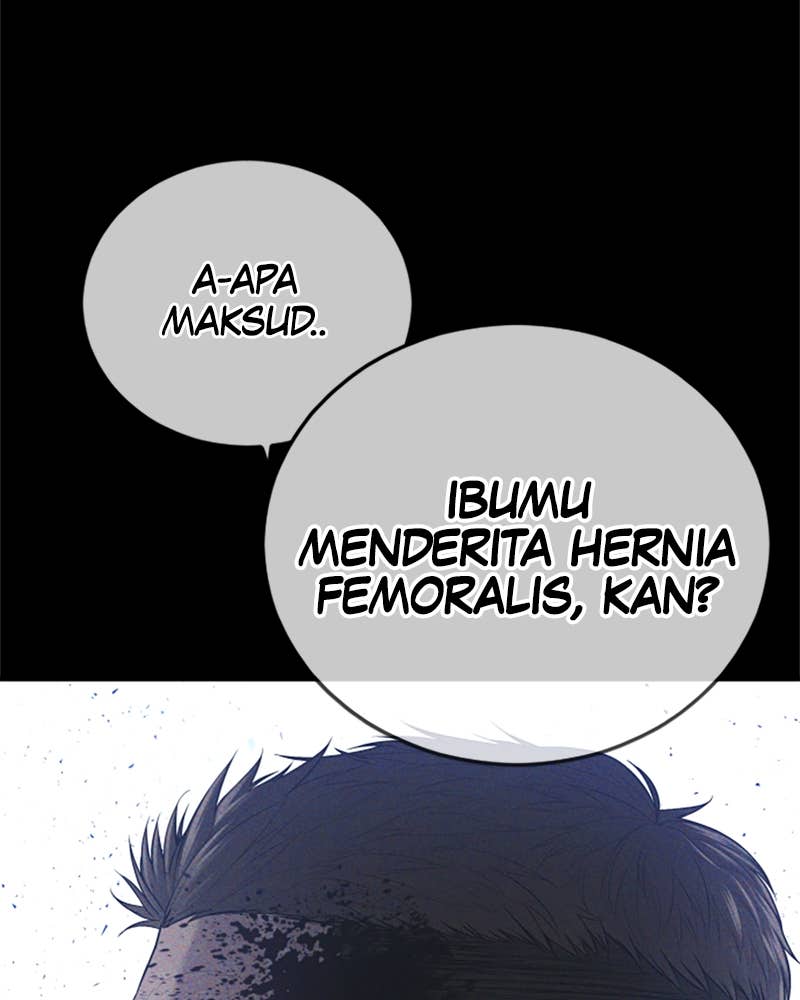 A-APA
MAKSUD..
IBUMU
MENDERITA HERNIA
FEMORALIS, KAN?